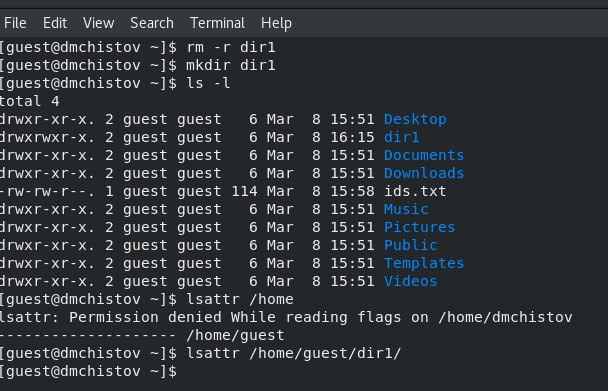 File Edit View Search Terminal Help
[guest@dmchistov ~]$ rm -r dir1
[guest@dmchistov ~]$ mkdir dir1
[guest@dmchistov ~]$ ls -l
total 4
drwxr-xr-x. 2 guest guest   6 Mar  8 15:51 Desktop
drwxrwxr-x. 2 guest guest   6 Mar  8 16:15 dir1
drwxr-xr-x. 2 guest guest   6 Mar  8 15:51 Documents
drwxr-xr-x. 2 guest guest   6 Mar  8 15:51 Downloads
-rw-rw-r--. 1 guest guest 114 Mar  8 15:58 ids.txt
drwxr-xr-x. 2 guest guest   6 Mar  8 15:51 Music
drwxr-xr-x. 2 guest guest   6 Mar  8 15:51 Pictures
drwxr-xr-x. 2 guest guest   6 Mar  8 15:51 Public
drwxr-xr-x. 2 guest guest   6 Mar  8 15:51 Templates
drwxr-xr-x. 2 guest guest   6 Mar  8 15:51 Videos
[guest@dmchistov ~]$ lsattr /home
lsattr: Permission denied While reading flags on /home/dmchistov
-------------------- /home/guest
[guest@dmchistov ~]$ lsattr /home/guest/dir1/
[guest@dmchistov ~]$